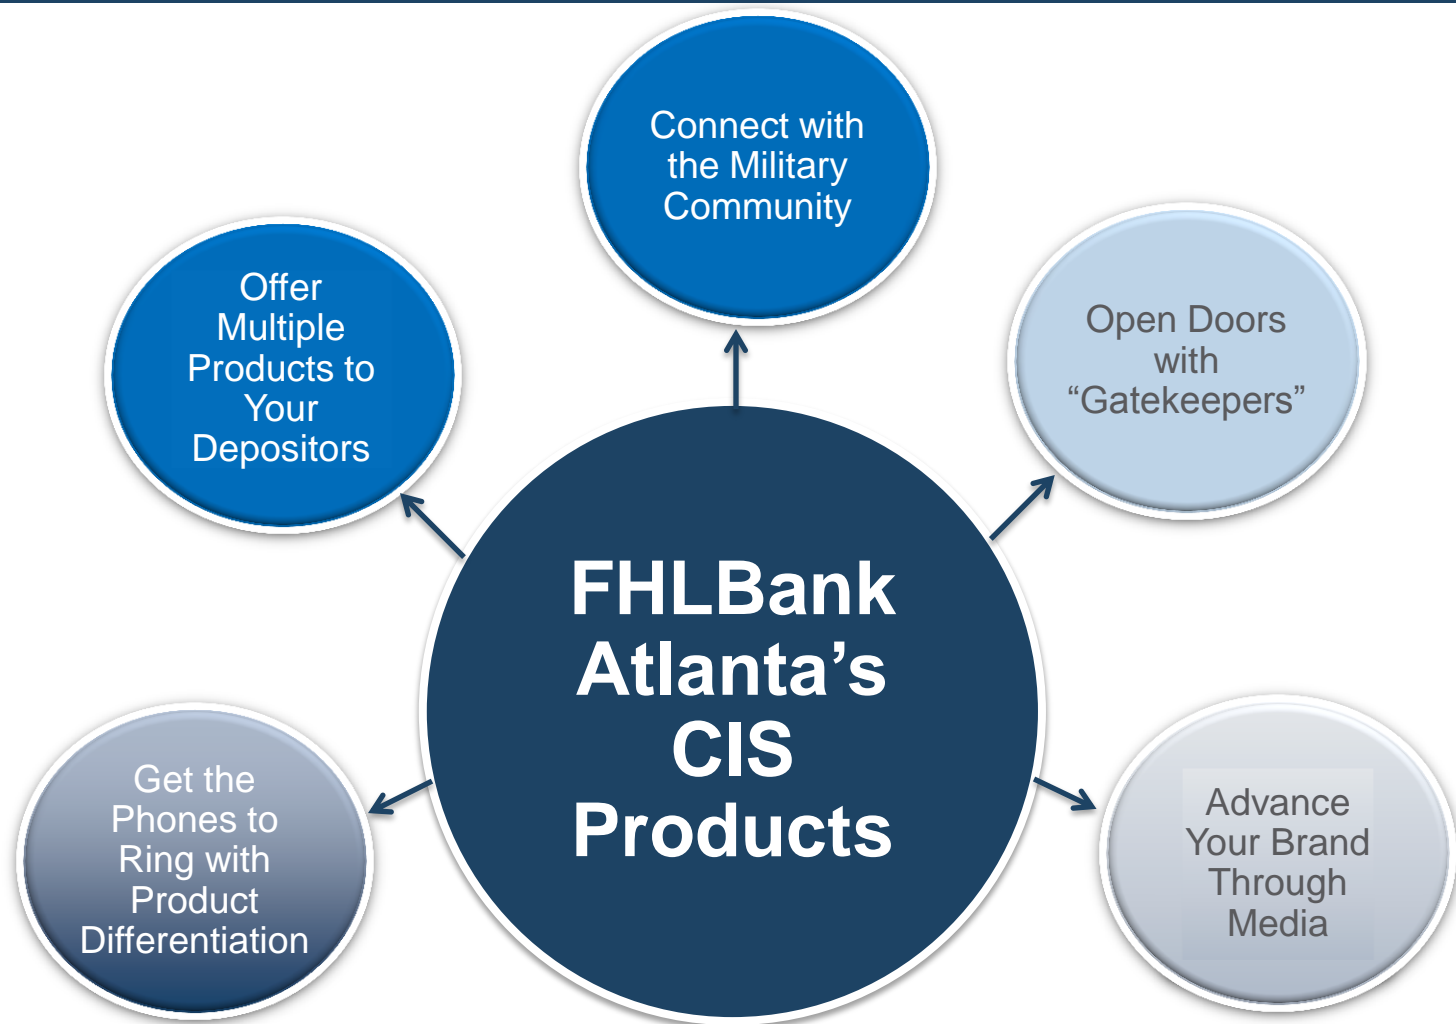 Connect with
the Military
Community
Offer
Multiple
Products to
Your
Depositors
Open Doors
with
“Gatekeepers”
FHLBank
Atlanta’s
CIS
Products
Get the
Phones to
Ring with
Product
Differentiation
Advance
Your Brand
Through
Media